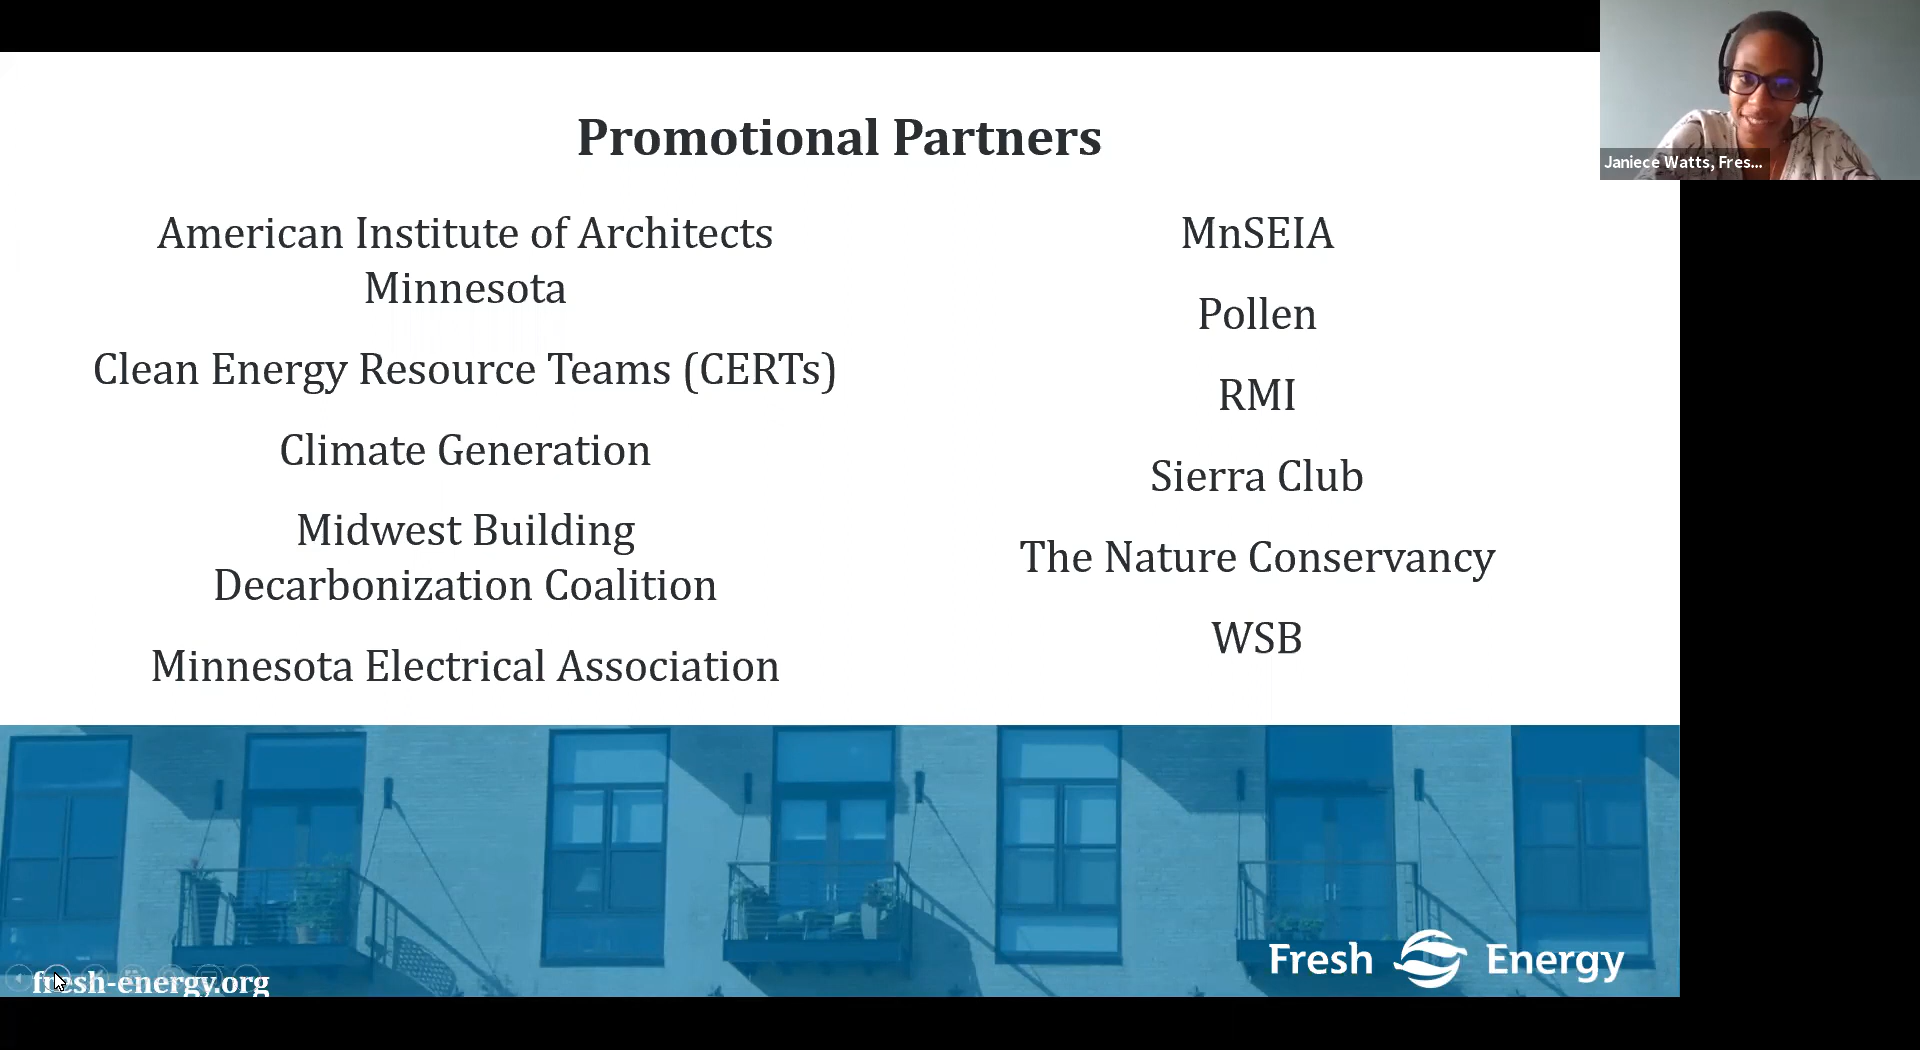 Promotional Partners
American Institute of Architects
Minnesota
Clean Energy Resource Teams (CERTs)
Climate Generation
Midwest Building
Decarbonization Coalition
Minnesota Electrical Association
MnSEIA
Pollen
RMI
Sierra Club
The Nature Conservancy
WSB
Janiece Watts, Fres...
fresh-energy.org
Fresh Energy